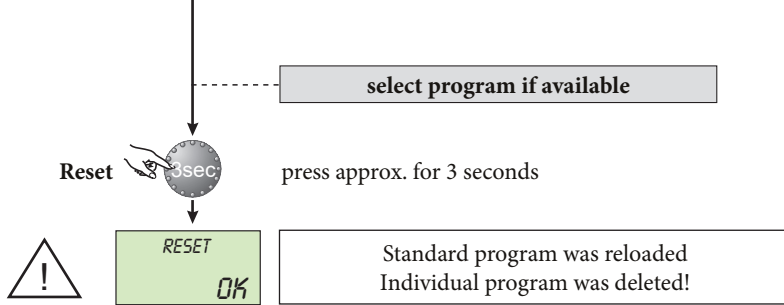 select program if available
Reset
3sec
press approx. for 3 seconds
!
RESET
OK
Standard program was reloaded
Individual program was deleted!